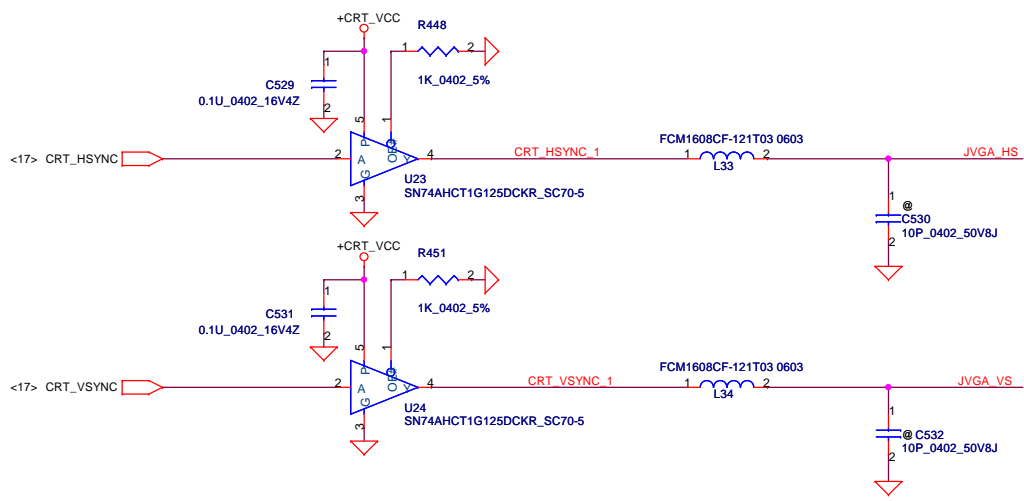 +CRT_VCC
R448
1 2
1K_0402_5%
1
C529
0.1U_0402_16V4Z
2
5 1
P OE#
<17> CRT_HSYNC 2 A Y 4 CRT_HSYNC_1
G
3
U23
SN74AHCT1G125DCKR_SC70-5
FCM1608CF-121T03 0603
1 2
L33
JVGA_HS
1
@
C530
10P_0402_50V8J
2
+CRT_VCC
R451
1 2
1K_0402_5%
1
C531
0.1U_0402_16V4Z
2
5 1
P OE#
<17> CRT_VSYNC 2 A Y 4 CRT_VSYNC_1
G
3
U24
SN74AHCT1G125DCKR_SC70-5
FCM1608CF-121T03 0603
1 2
L34
JVGA_VS
1
@ C532
10P_0402_50V8J
2